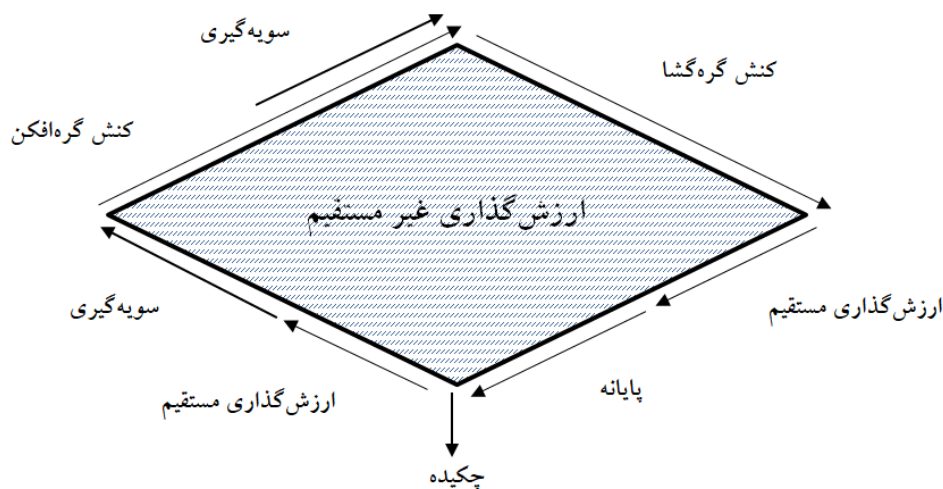 سویه‌گیری
کنش گره‌گشا
کنش گره‌افکن
ارزش‌گذاری غیر مستقیم
سویه‌گیری
ارزش‌گذاری مستقیم
پایانه
ارزش‌گذاری مستقیم
چکیده